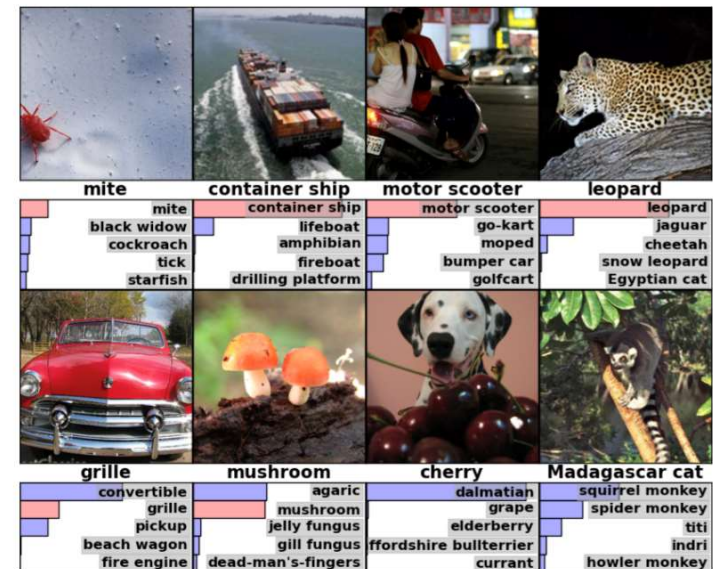 mite container ship motor scooter leopard
mite
black widow
cockroach
tick
starfish
container ship
lifeboat
amphibian
fireboat
drilling platform
motor scooter
go-kart
moped
bumper car
golfcart
leopard
jaguar
cheetah
snow leopard
Egyptian cat
grille mushroom cherry Madagascar cat
convertible
grille
pickup
beach wagon
fire engine
agaric
mushroom
jelly fungus
gill fungus
dead-man's-fingers
dalmatian
grape
elderberry
ffordshire bullterrier
currant
squirrel monkey
spider monkey
titi
indri
howler monkey